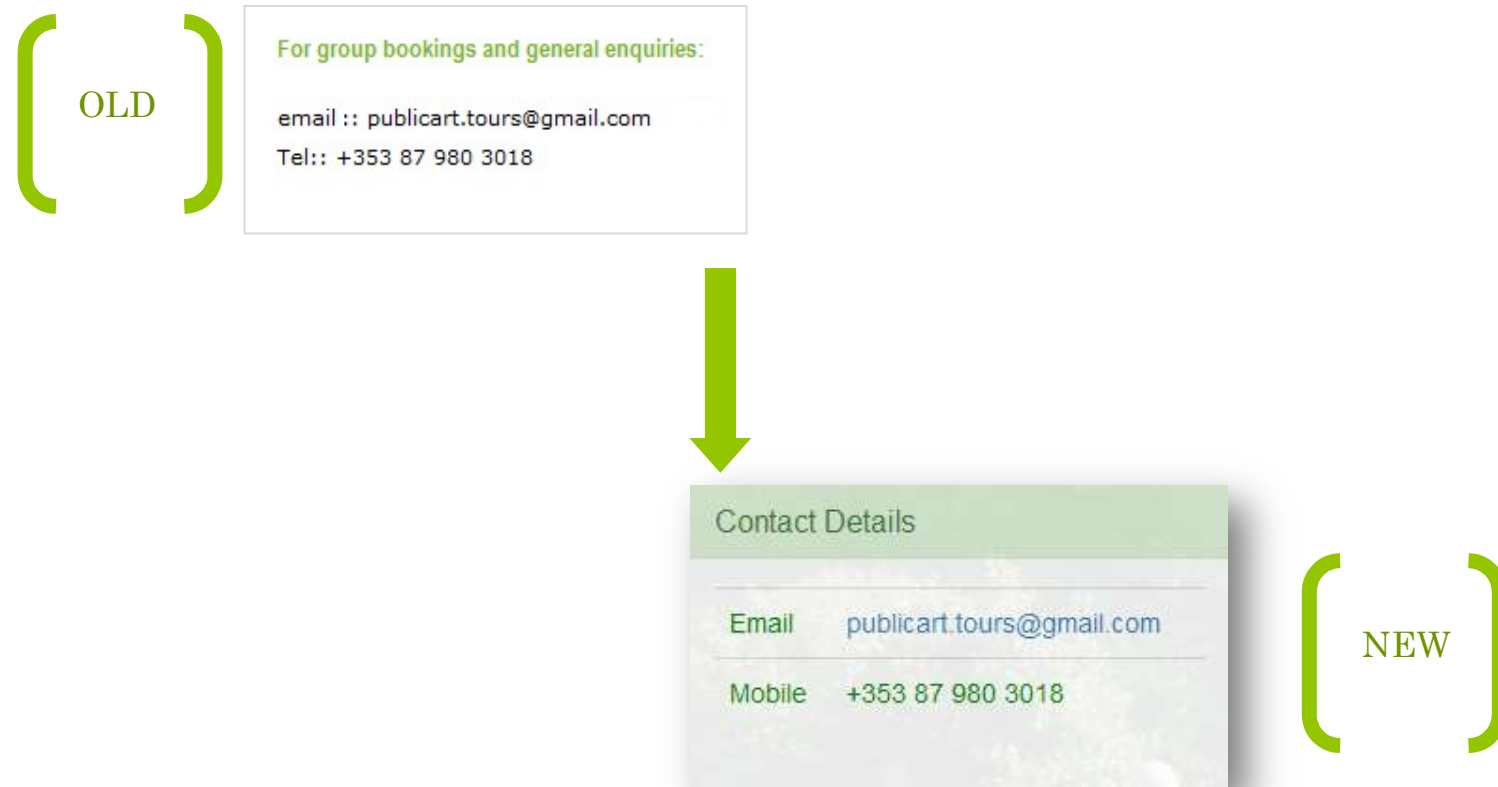 OLD
For group bookings and general enquiries:
email :: publicart.tours@gmail.com
Tel:: +353 87 980 3018
Contact Details
Email publicart.tours@gmail.com
Mobile +353 87 980 3018
NEW